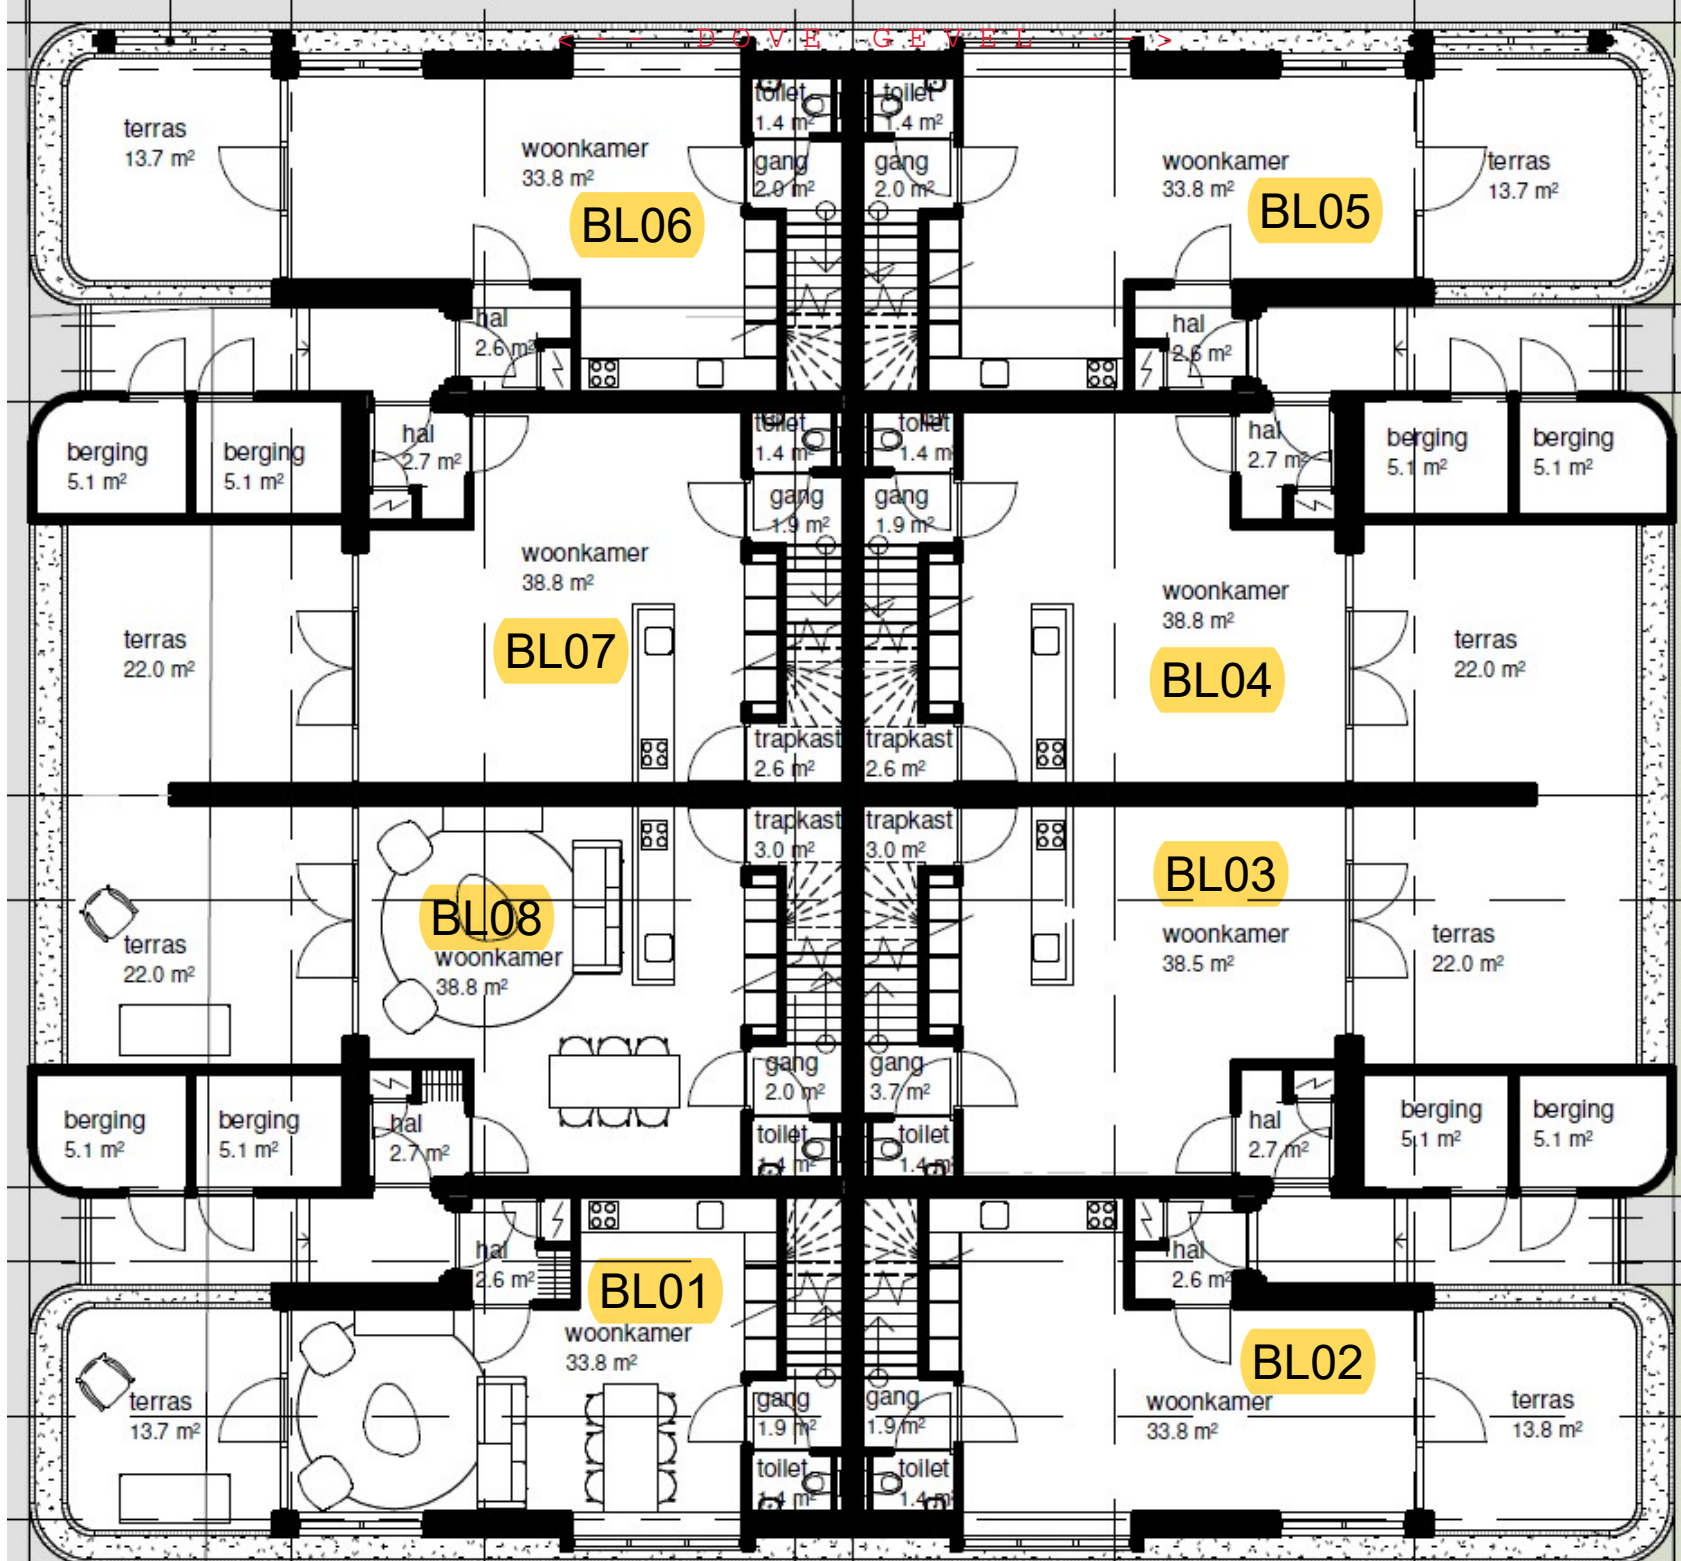 <--- DOVE GEVEL --->
terras
13.7 m²
woonkamer
33.8 m²
BL06
toilet
1.4 m²
gang
2.0 m²
hal
2.6 m²
toilet
1.4 m²
gang
2.0 m²
woonkamer
33.8 m²
BL05
terras
13.7 m²
hal
2.6 m²
berging
5.1 m²
berging
5.1 m²
hal
2.7 m²
toilet
1.4 m²
gang
1.9 m²
woonkamer
38.8 m²
BL07
terras
22.0 m²
trapkast
2.6 m²
toilet
1.4 m
gang
1.9 m²
hal
2.7 m²
berging
5.1 m²
berging
5.1 m²
woonkamer
38.8 m²
BL04
terras
22.0 m²
trapkast
2.6 m²
trapkast
3.0 m²
BL08
woonkamer
38.8 m²
terras
22.0 m²
gang
2.0 m²
toilet
1.4 m²
hal
2.7 m²
berging
5.1 m²
berging
5.1 m²
trapkast
3.0 m²
BL03
woonkamer
38.5 m²
terras
22.0 m²
gang
3.7 m²
toilet
1.4 m²
hal
2.7 m²
berging
5.1 m²
berging
5.1 m²
hal
2.6 m²
BL01
woonkamer
33.8 m²
terras
13.7 m²
gang
1.9 m²
toilet
1.4 m²
hal
2.6 m²
BL02
woonkamer
33.8 m²
terras
13.8 m²
gang
1.9 m²
toilet
1.4 m²